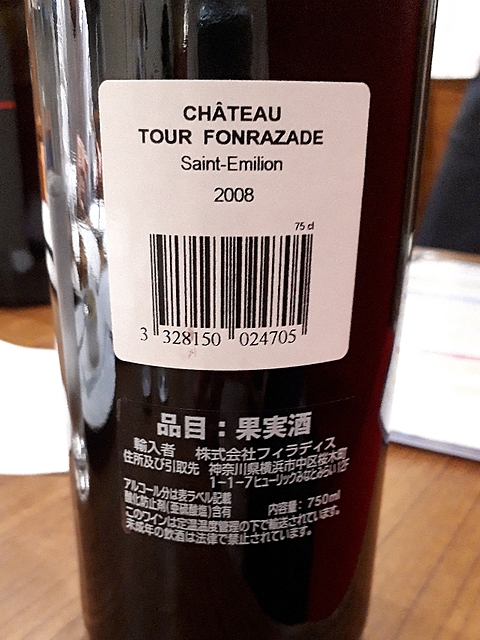 CHÂTEAU
TOUR FONRAZADE
Saint-Emilion
2008
75 cl
3 328150 024705
品目：果実酒
輸入者 株式会社フィラディス
住所及び引取先 神奈川県横浜市中区桜木町
1-1-7ヒューリックみなとみらい12F
アルコール分は表ラベル記載
酸化防止剤(亜硫酸塩)含有 内容量：750ml
このワインは定温温度管理の下で輸送されています。
未成年の飲酒は法律で禁止されています。